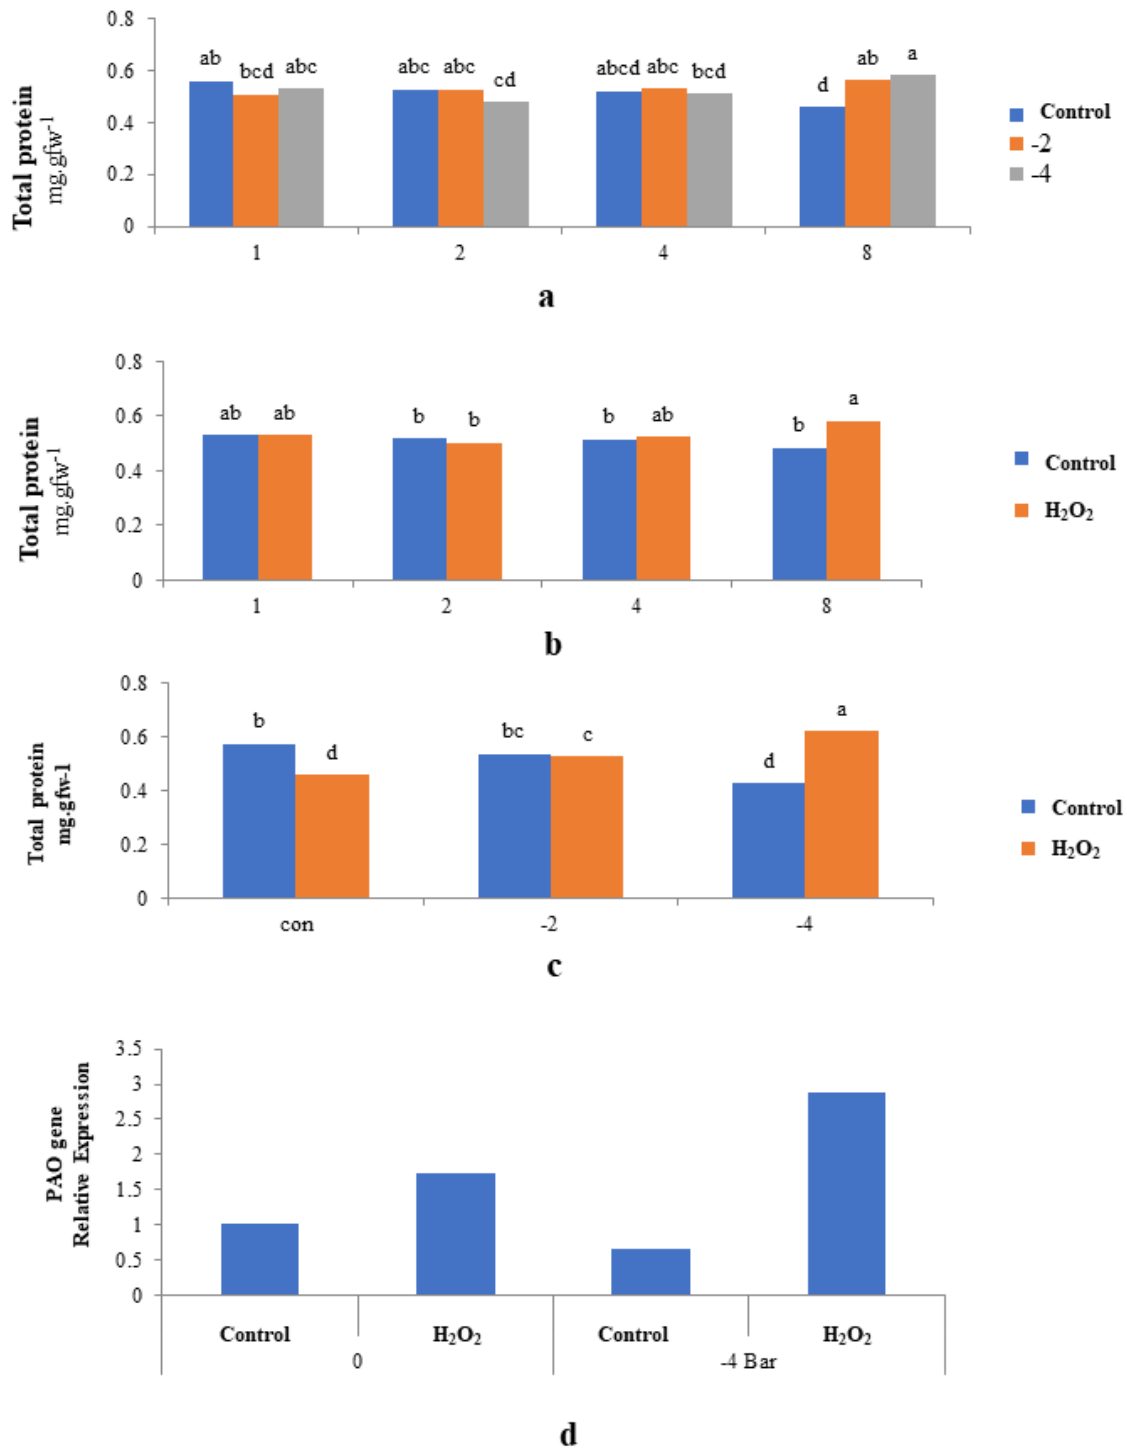 0.8
0.6
0.4
0.2
0
Total protein
mg.gfw-1
ab bcd abc
abc abc cd
abcd abc bcd
d ab a
1 2 4 8
Control
-2
-4
a
0.8
0.6
0.4
0.2
0
Total protein
mg.gfw-1
ab ab b b b ab b a
1 2 4 8
Control
H2O2
b
0.8
0.6
0.4
0.2
0
Total protein
mg.gfw-1
b d bc c d a
con -2 -4
Control
H2O2
c
3.5
3
2.5
2
1.5
1
0.5
0
PAO gene
Relative Expression
Control H2O2 Control H2O2
0 -4 Bar
d